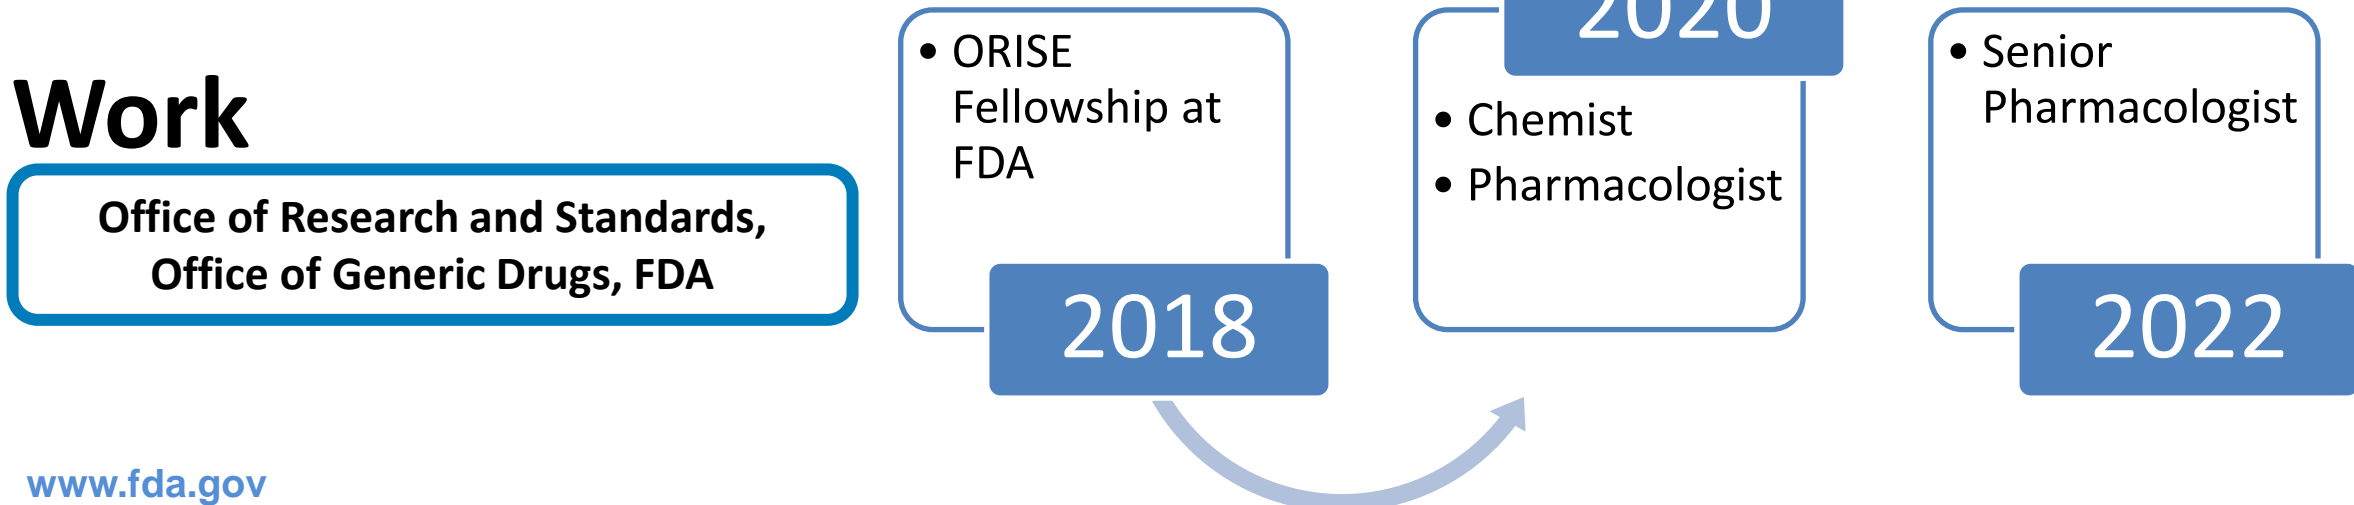 Work
Office of Research and Standards,
Office of Generic Drugs, FDA
• ORISE
Fellowship at
FDA
2018
2020
• Chemist
• Pharmacologist
• Senior
Pharmacologist
2022
www.fda.gov